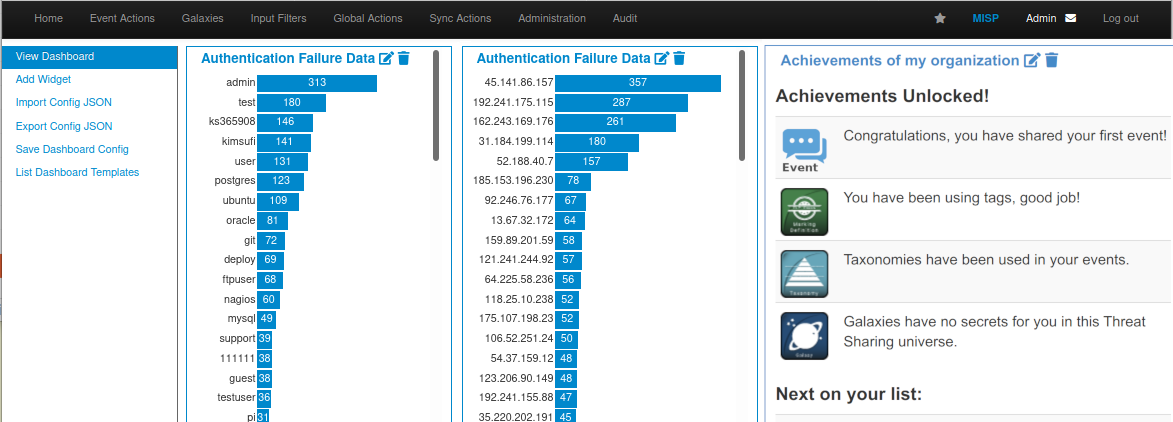 Home Event Actions Galaxies Input Filters Global Actions Sync Actions Administration Audit MISP Admin Log out
View Dashboard
Add Widget
Import Config JSON
Export Config JSON
Save Dashboard Config
List Dashboard Templates
Authentication Failure Data
admin 313
test 180
ks365908 146
kimsufi 141
user 131
postgres 123
ubuntu 109
oracle 81
git 72
deploy 69
ftpuser 68
nagios 60
mysql 49
support 39
111111 38
guest 38
testuser 36
pi 31
Authentication Failure Data
45.141.86.157 357
192.241.175.115 287
162.243.169.176 261
31.184.199.114 180
52.188.40.7 157
185.153.196.230 78
92.246.76.177 67
13.67.32.172 64
159.89.201.59 58
121.241.244.92 57
64.225.58.236 56
118.25.10.238 52
175.107.198.23 52
106.52.251.24 50
54.37.159.12 48
123.206.90.149 48
192.241.155.88 47
35.220.202.191 45
Achievements of my organization
Achievements Unlocked!
Event
Congratulations, you have shared your first event!
Marking
Definition
You have been using tags, good job!
Taxonomy
Taxonomies have been used in your events.
Galaxy
Galaxies have no secrets for you in this Threat
Sharing universe.
Next on your list: